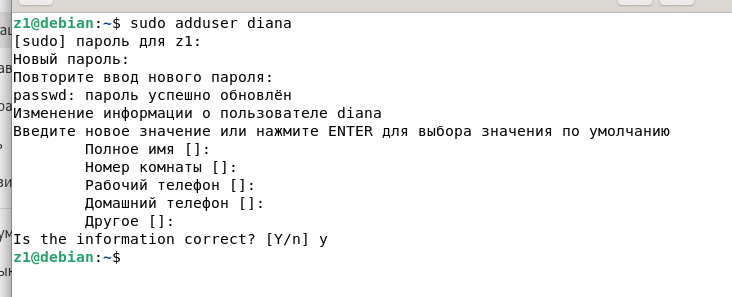 z1@debian:~$ sudo adduser diana
[sudo] пароль для z1:
Новый пароль:
Повторите ввод нового пароля:
passwd: пароль успешно обновлён
Изменение информации о пользователе diana
Введите новое значение или нажмите ENTER для выбора значения по умолчанию
Полное имя []:
Номер комнаты []:
Рабочий телефон []:
Домашний телефон []:
Другое []:
Is the information correct? [Y/n] y
z1@debian:~$